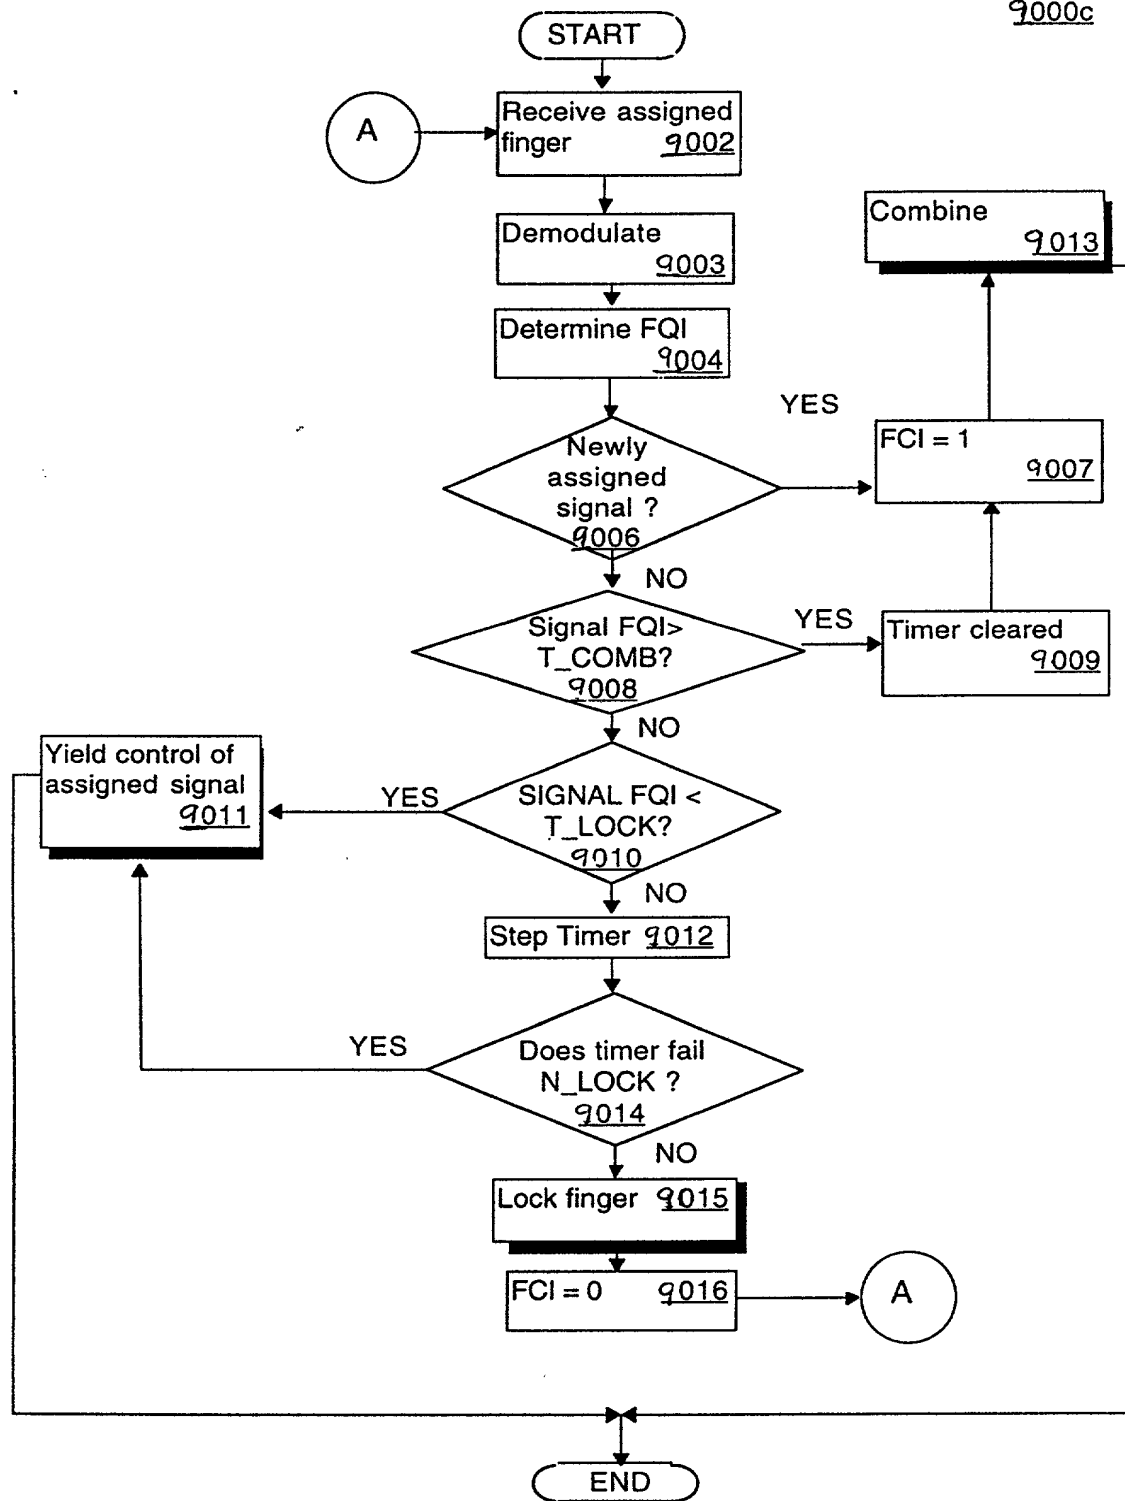 9000c
START
A
Receive assigned
finger 9002
Demodulate
9003
Combine
9013
Determine FQI
9004
YES
Newly
assigned
signal ?
9006
FCI = 1
9007
NO
Signal FQI>
T_COMB?
9008
YES
Timer cleared
9009
NO
Yield control of
assigned signal
9011
YES
SIGNAL FQI <
T_LOCK?
9010
NO
Step Timer 9012
YES
Does timer fail
N_LOCK ?
9014
NO
Lock finger 9015
FCI = 0 9016
A
END